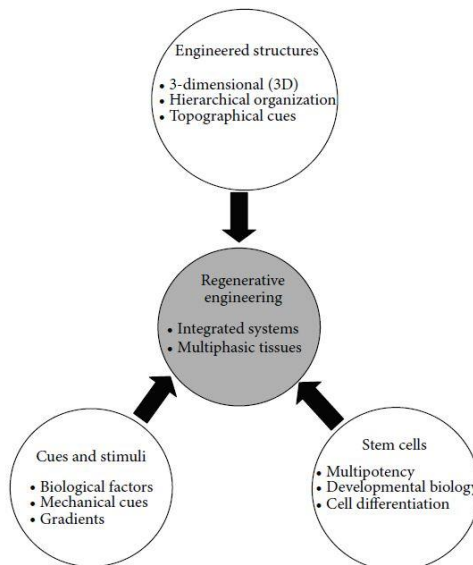 Engineered structures
• 3-dimensional (3D)
• Hierarchical organization
• Topographical cues
Regenerative
engineering
• Integrated systems
• Multiphasic tissues
Cues and stimuli
• Biological factors
• Mechanical cues
• Gradients
Stem cells
• Multipotency
• Developmental biology
• Cell differentiation